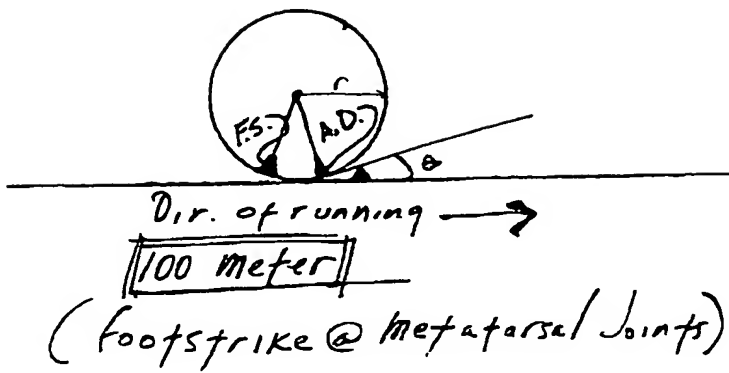 r
F.S. A.D.
θ
Dir. of running
100 meter
(footstrike @ metatarsal Joints)